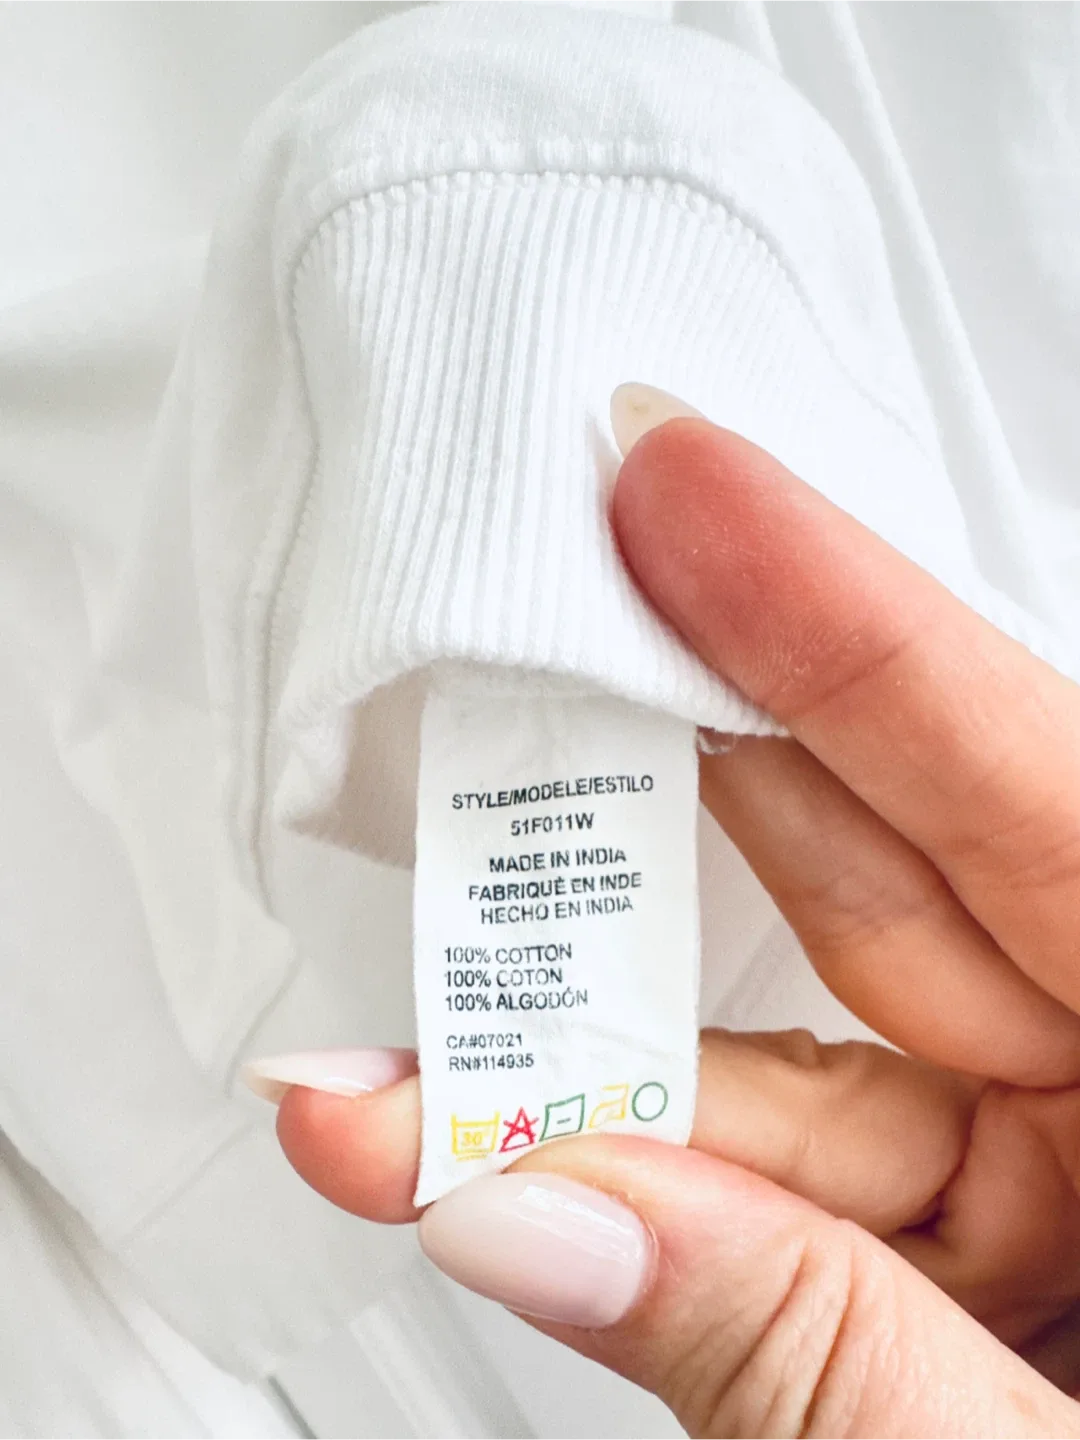 STYLE/MODELE/ESTILO
51F011W
MADE IN INDIA
FABRIQUÉ EN INDE
HECHO EN INDIA
100% COTTON
100% COTON
100% ALGODÓN
CA#07021
RN#114935
30